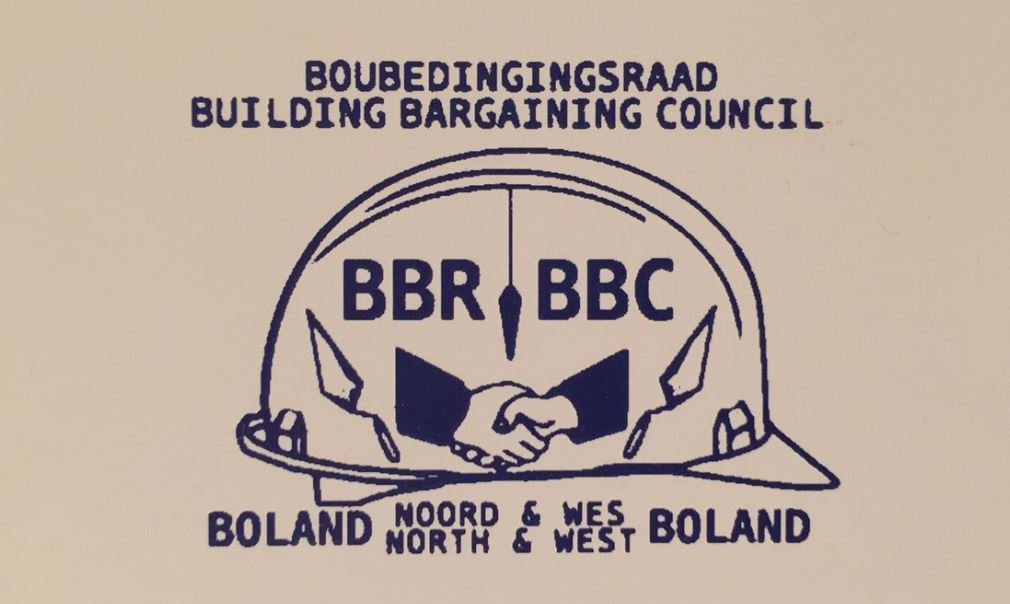 BOUBEDINGINGSRAAD
BUILDING BARGAINING COUNCIL
BBR BBC
BOLAND NOORD & WES BOLAND
NORTH & WEST